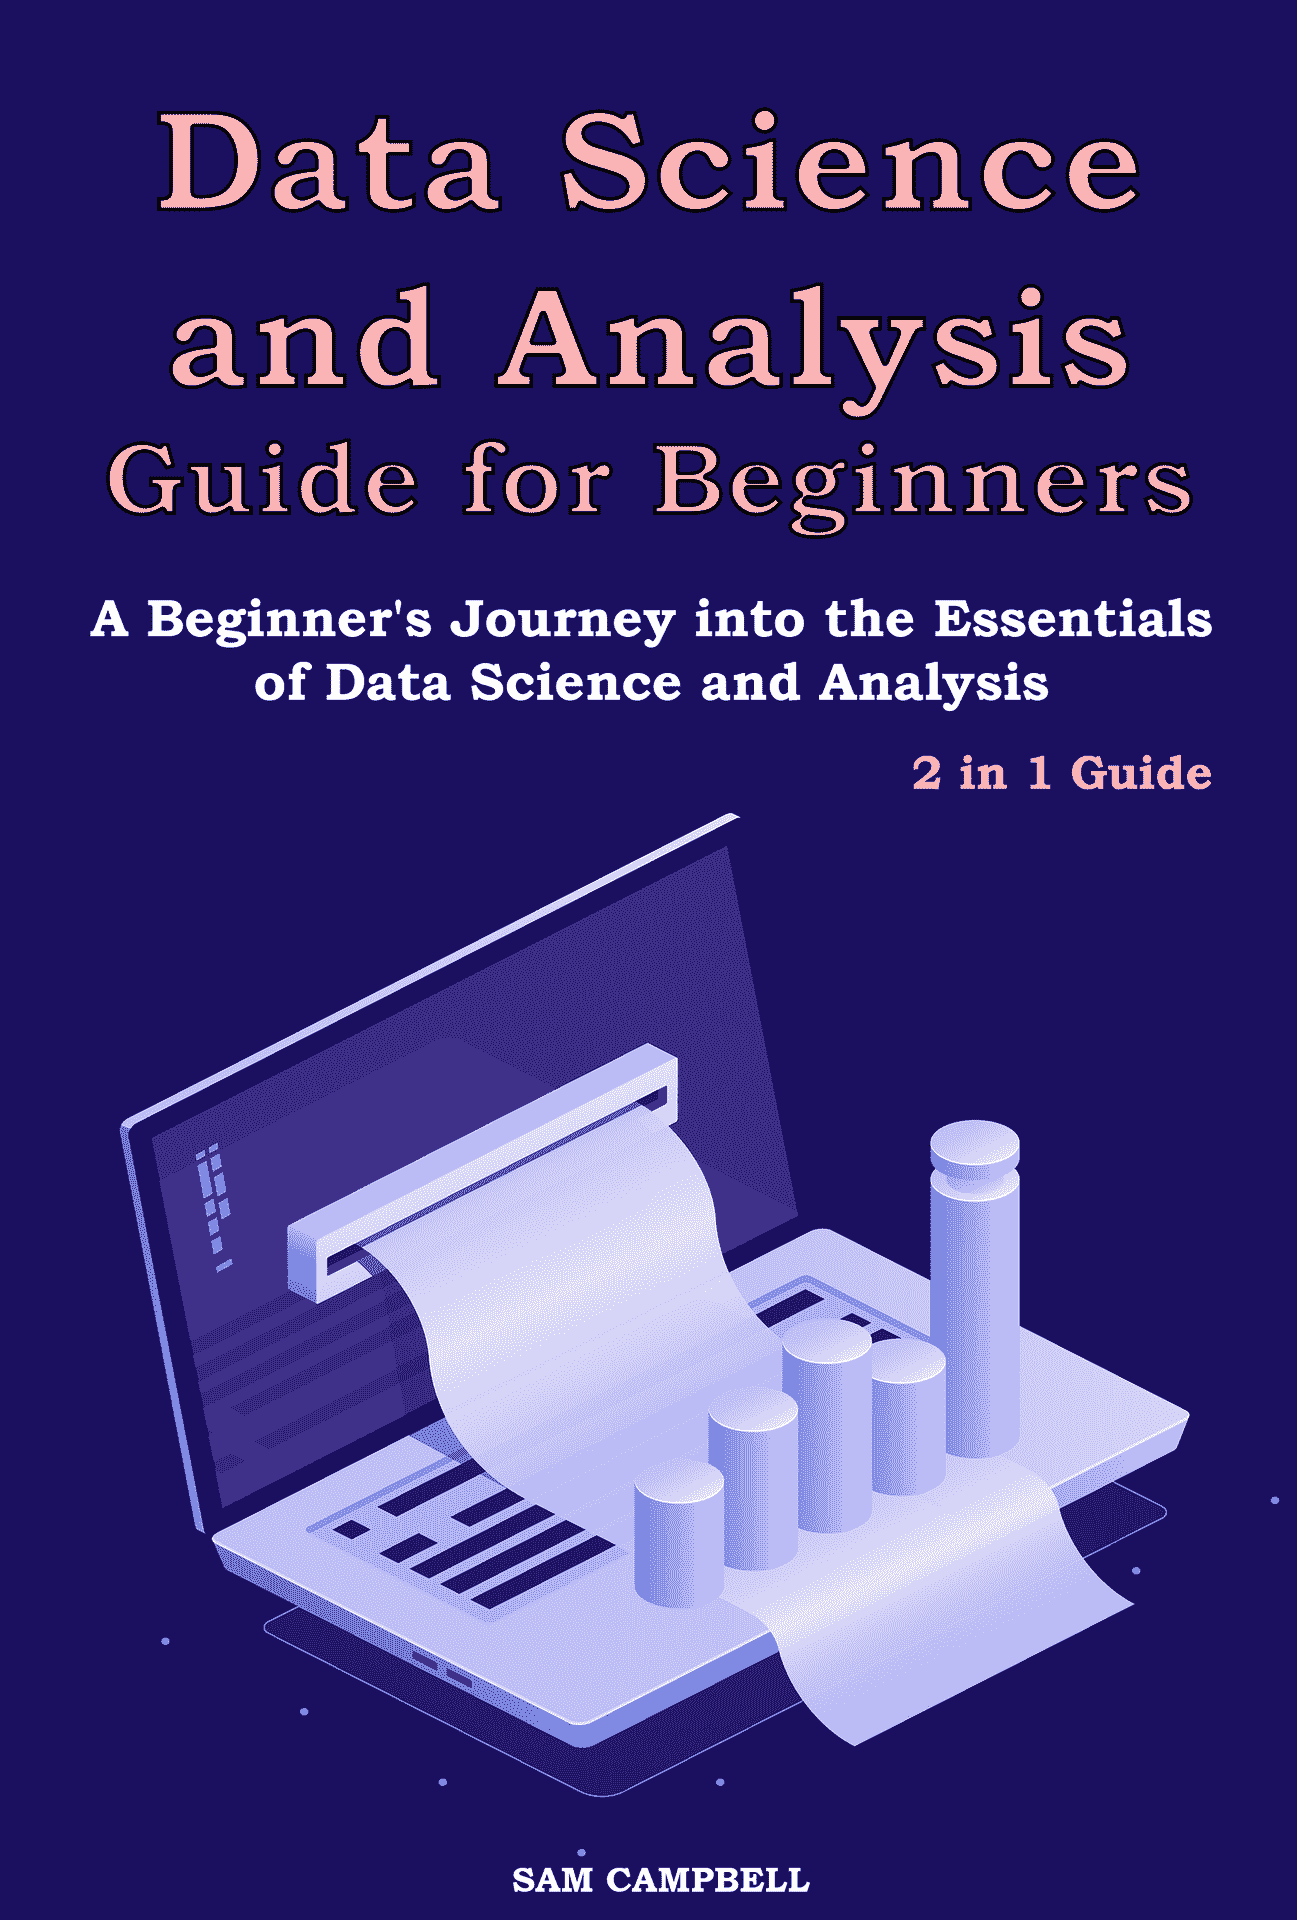 Data Science
and Analysis
Guide for Beginners
A Beginner's Journey into the Essentials
of Data Science and Analysis
2 in 1 Guide
SAM CAMPBELL